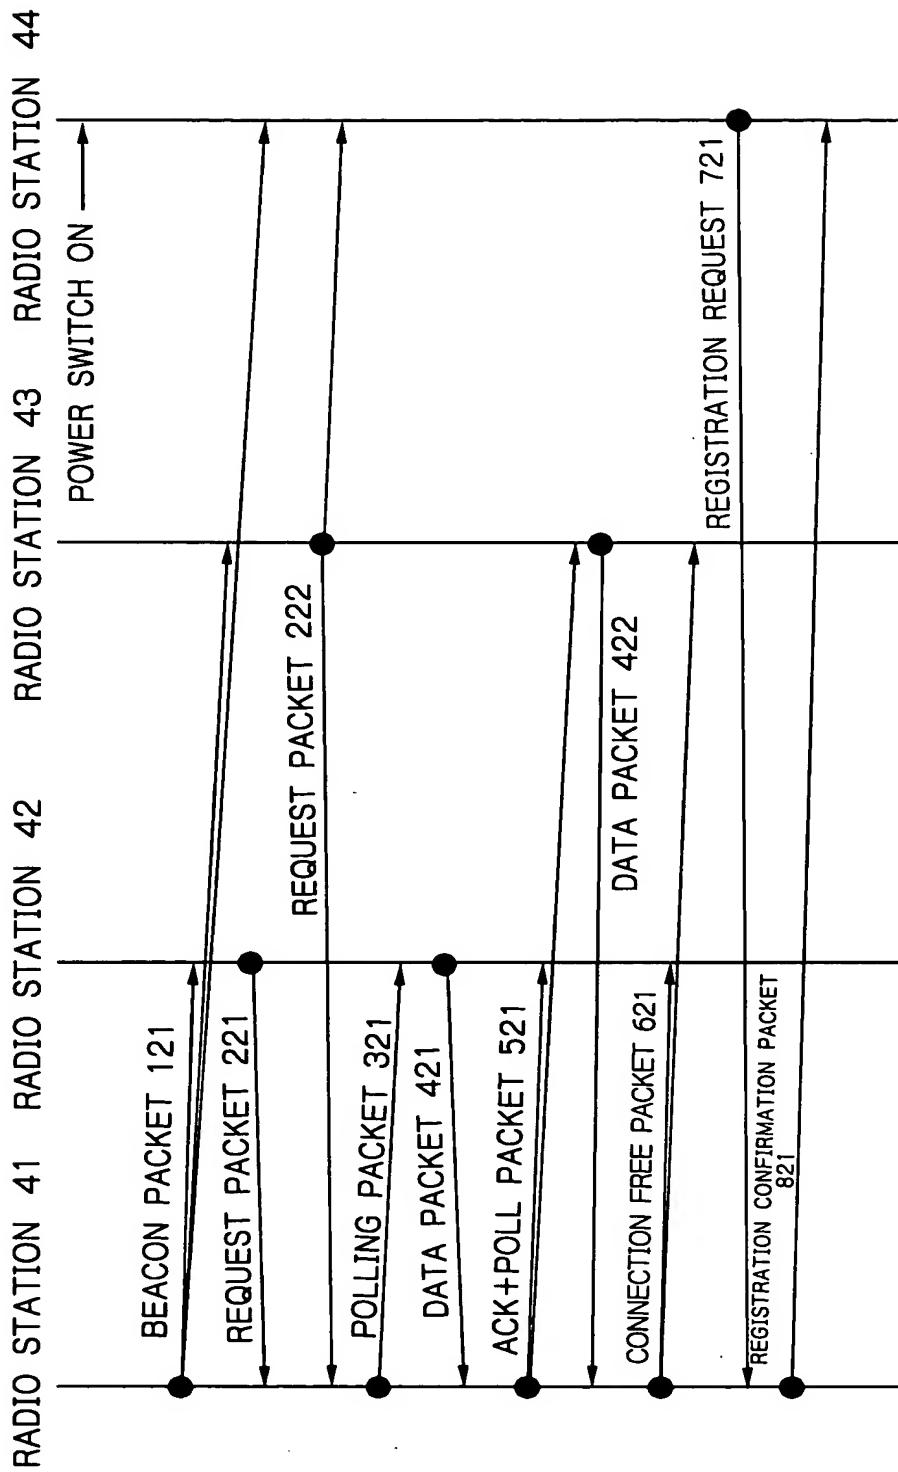 RADIO STATION 41
RADIO STATION 42
RADIO STATION 43
RADIO STATION 44
POWER SWITCH ON
BEACON PACKET 121
REQUEST PACKET 221
REQUEST PACKET 222
POLLING PACKET 321
DATA PACKET 421
ACK+POLL PACKET 521
DATA PACKET 422
CONNECTION FREE PACKET 621
REGISTRATION REQUEST 721
REGISTRATION CONFIRMATION PACKET
821